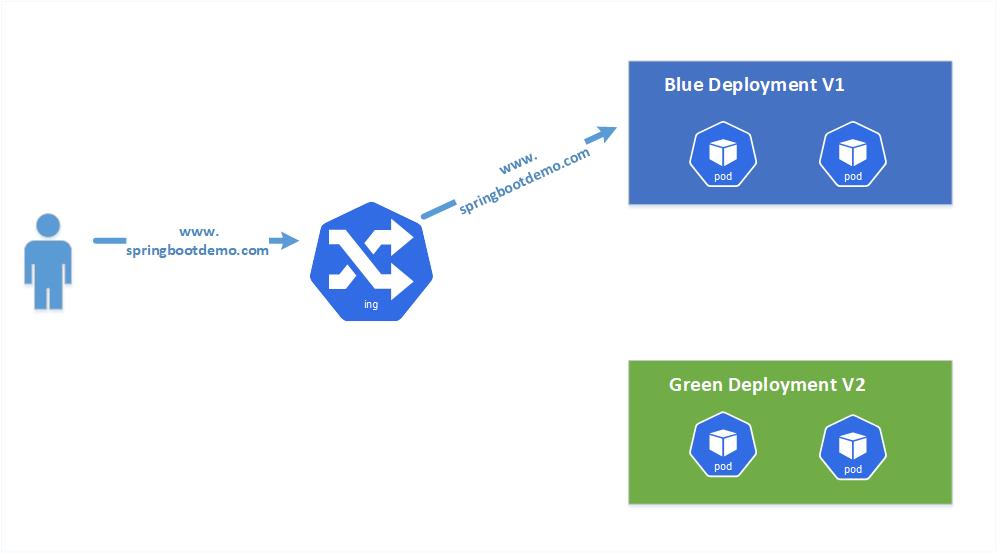 Blue Deployment V1
pod
pod
www.
springbootdemo.com
www.
springbootdemo.com
ing
Green Deployment V2
pod
pod